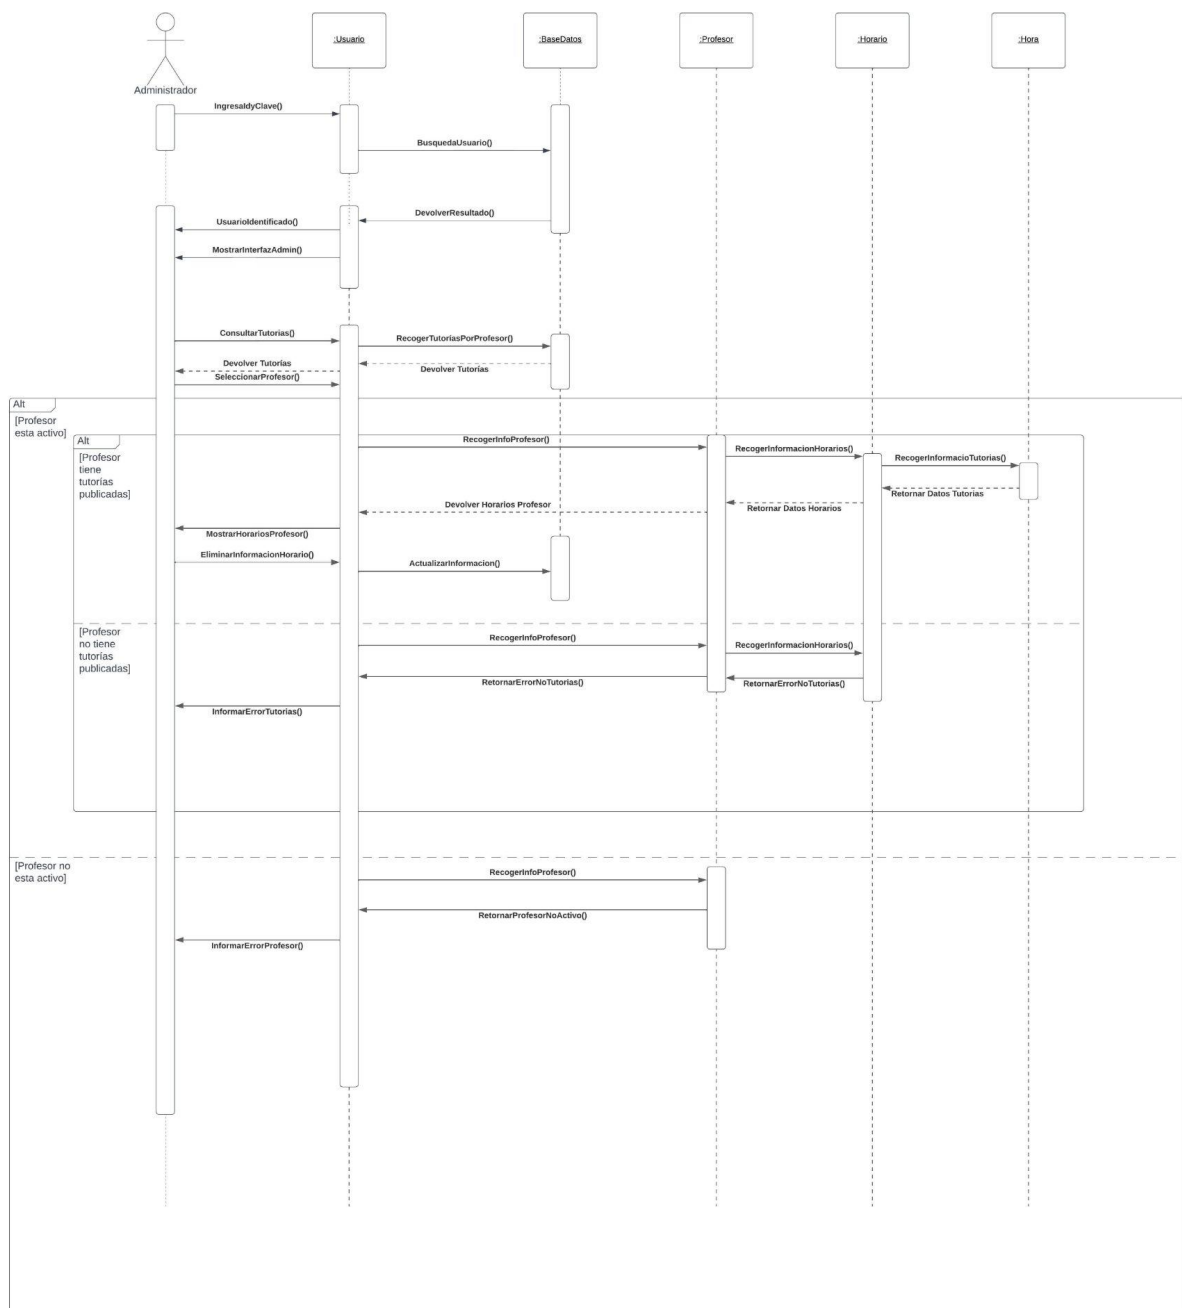 :Usuario
:BaseDatos
:Profesor
:Horario
:Hora
Administrador
IngresaIdyClave()
BusquedaUsuario()
DevolverResultado()
UsuarioIdentificado()
MostrarInterfazAdmin()
ConsultarTutorias()
RecogerTutoríasPorProfesor()
Devolver Tutorías
Devolver Tutorías
SeleccionarProfesor()
Alt
[Profesor
esta activo]
Alt
[Profesor
tiene
tutorías
publicadas]
RecogerInfoProfesor()
RecogerInformacionHorarios()
RecogerInformacioTutorias()
Retornar Datos Tutorias
Retornar Datos Horarios
Devolver Horarios Profesor
MostrarHorariosProfesor()
EliminarInformacionHorario()
ActualizarInformacion()
[Profesor
no tiene
tutorías
publicadas]
RecogerInfoProfesor()
RecogerInformacionHorarios()
RetornarErrorNoTutorias()
RetornarErrorNoTutorias()
InformarErrorTutorias()
[Profesor no
esta activo]
RecogerInfoProfesor()
RetornarProfesorNoActivo()
InformarErrorProfesor()